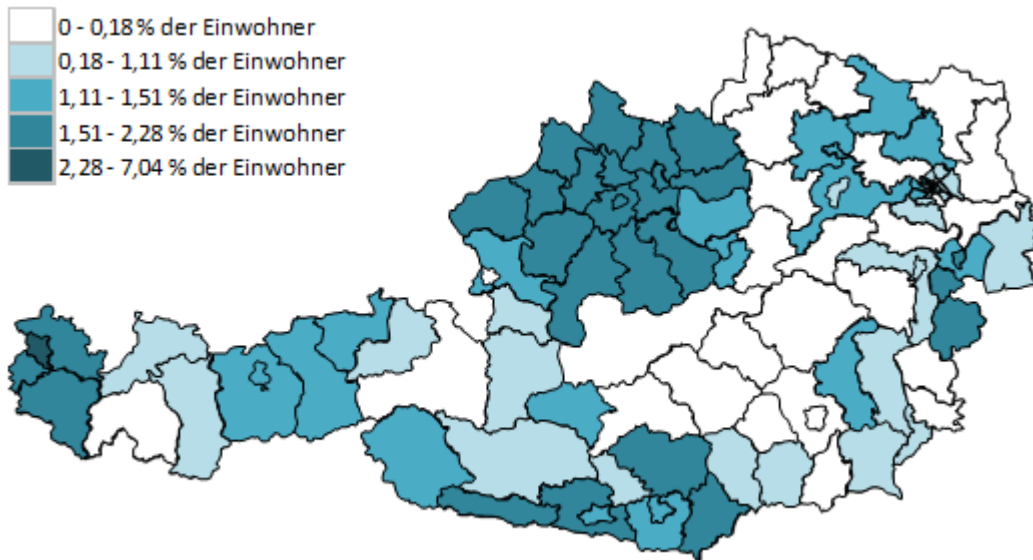 0 - 0,18 % der Einwohner
0,18 - 1,11 % der Einwohner
1,11 - 1,51 % der Einwohner
1,51 - 2,28 % der Einwohner
2,28 - 7,04 % der Einwohner